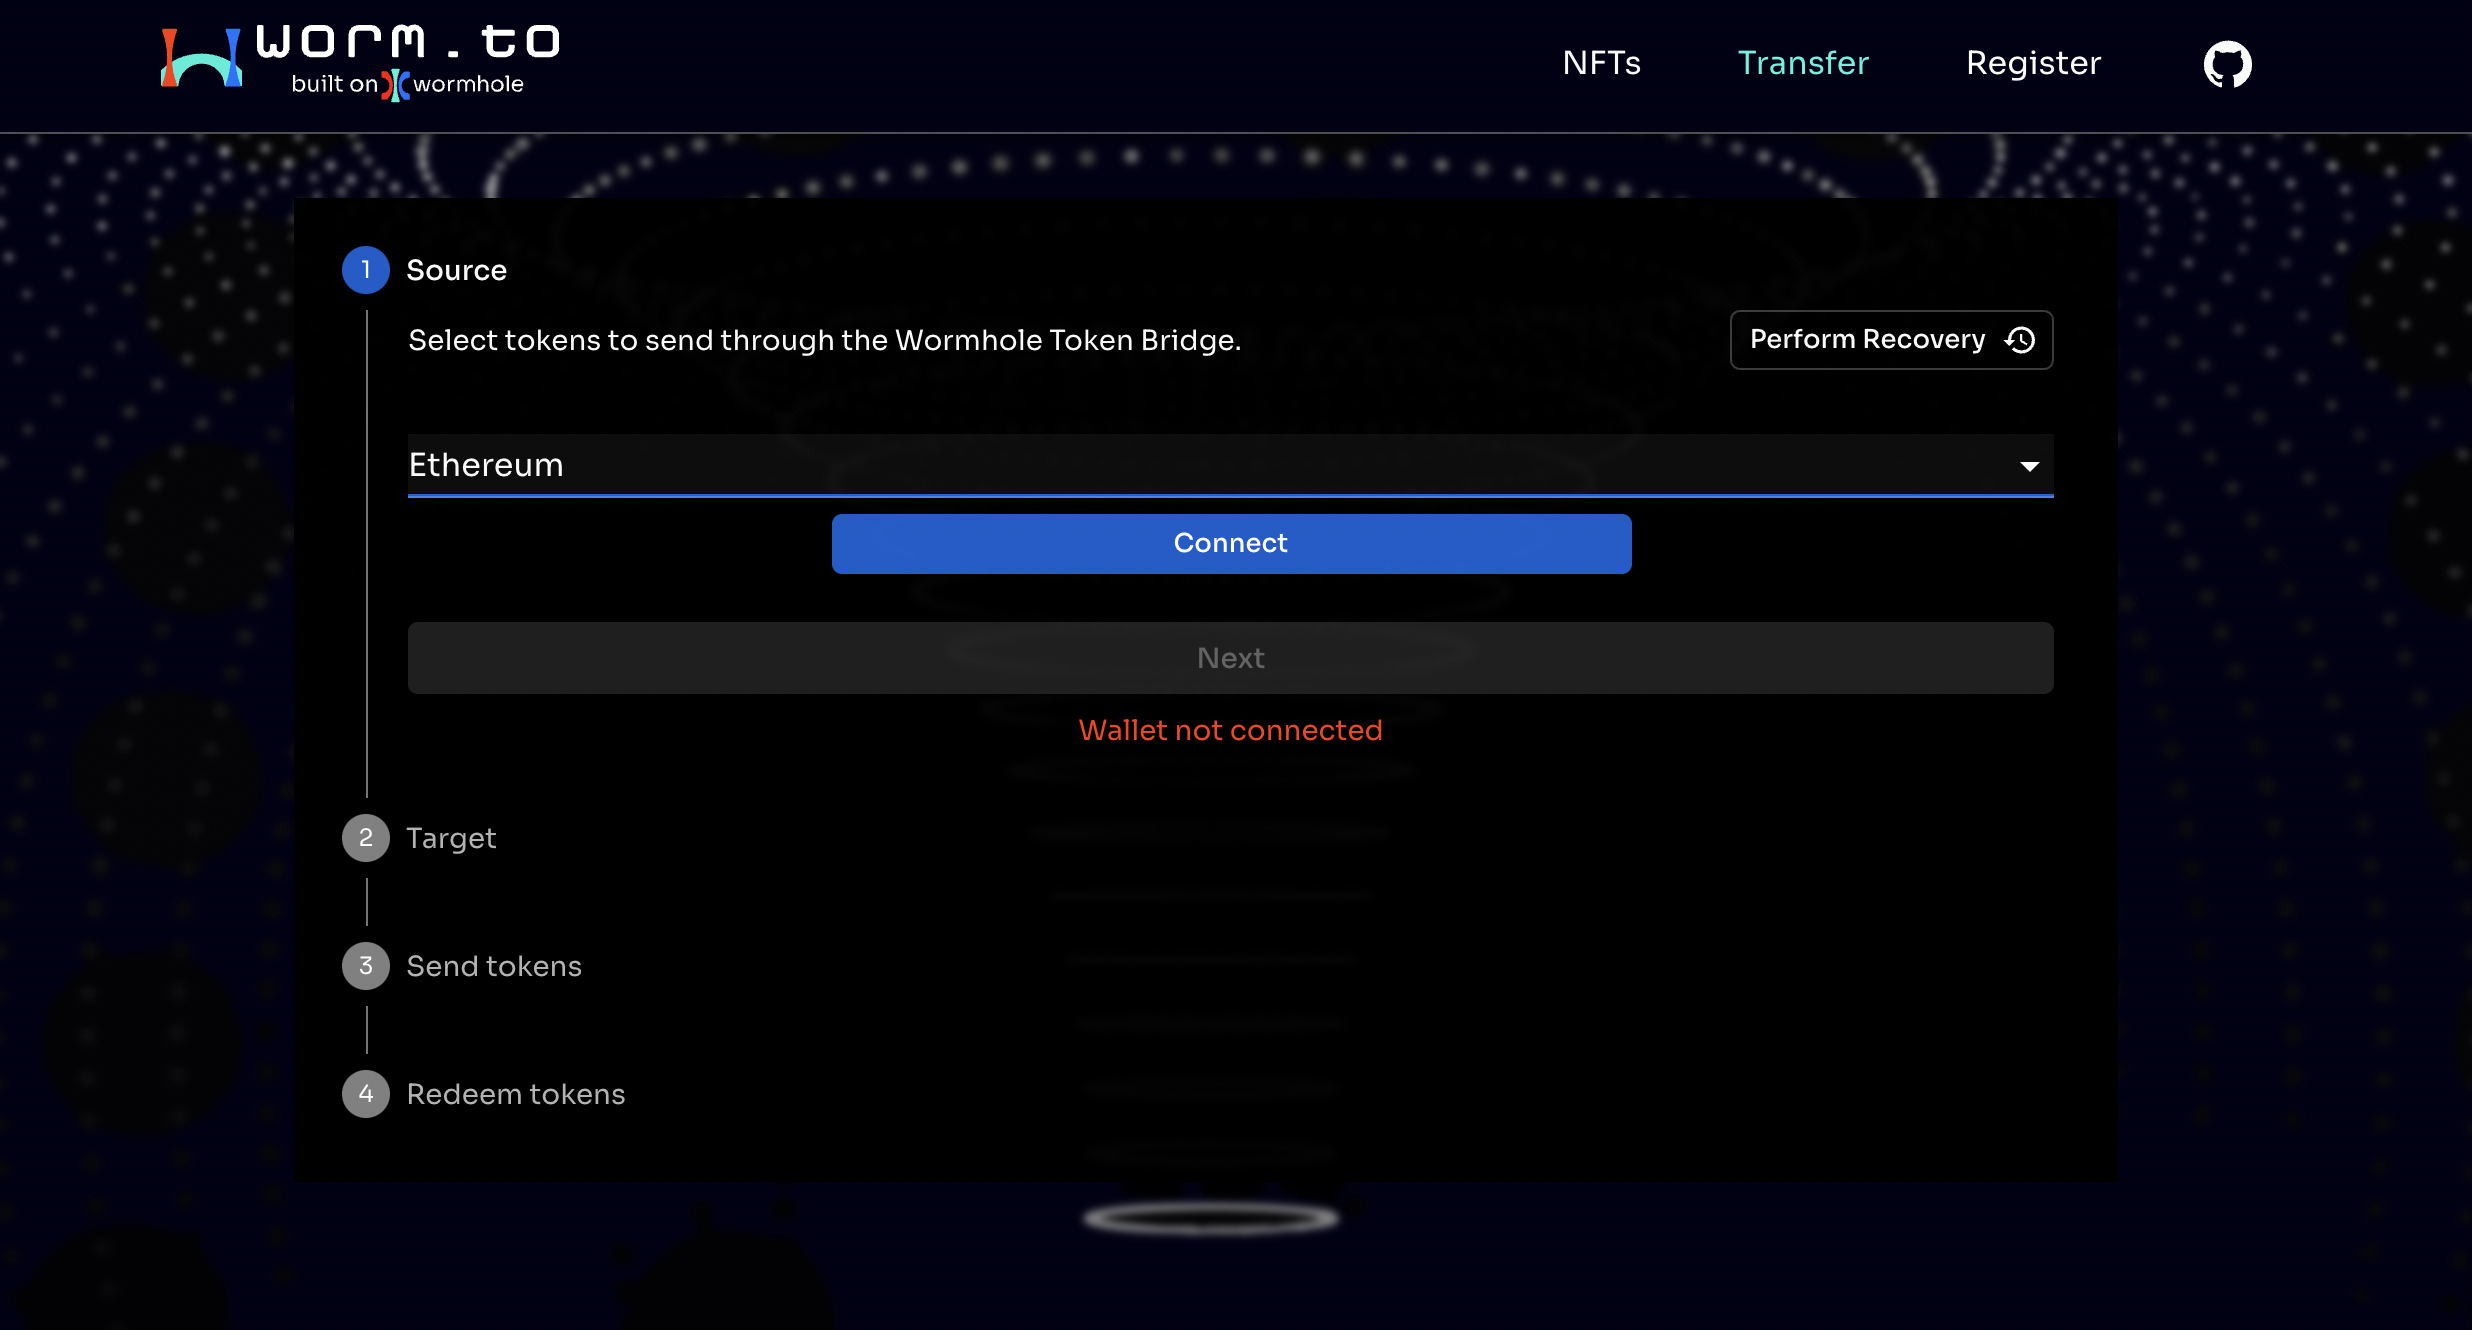 worm.to
built on wormhole
NFTs
Transfer
Register
1 Source
Select tokens to send through the Wormhole Token Bridge.
Perform Recovery
Ethereum
Connect
Next
Wallet not connected
2 Target
3 Send tokens
4 Redeem tokens